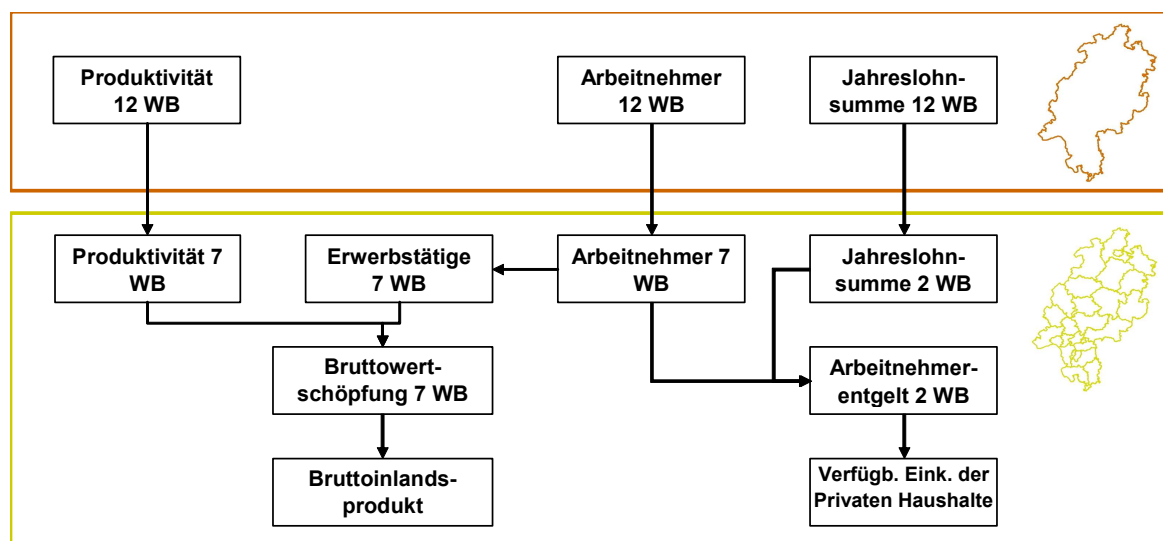 Produktivität
12 WB
Arbeitnehmer
12 WB
Jahreslohn-
summe 12 WB
Produktivität 7
WB
Erwerbstätige
7 WB
Arbeitnehmer 7
WB
Jahreslohn-
summe 2 WB
Bruttowert-
schöpfung 7 WB
Arbeitnehmer-
entgelt 2 WB
Bruttoinlands-
produkt
Verfügb. Eink. der
Privaten Haushalte